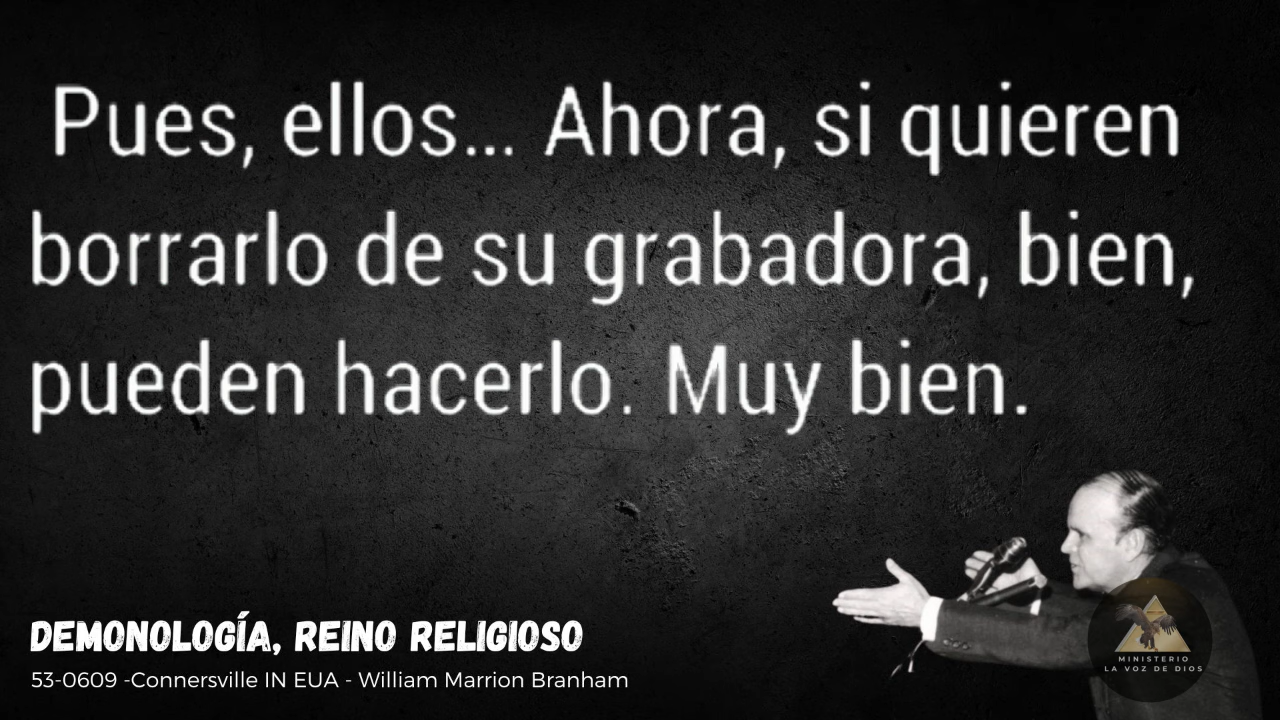 Pues, ellos... Ahora, si quieren
borrarlo de su grabadora, bien,
pueden hacerlo. Muy bien.
DEMONOLOGÍA, REINO RELIGIOSO
53-0609 -Connersville IN EUA - William Marrion Branham
MINISTERIO
LA VOZ DE DIOS